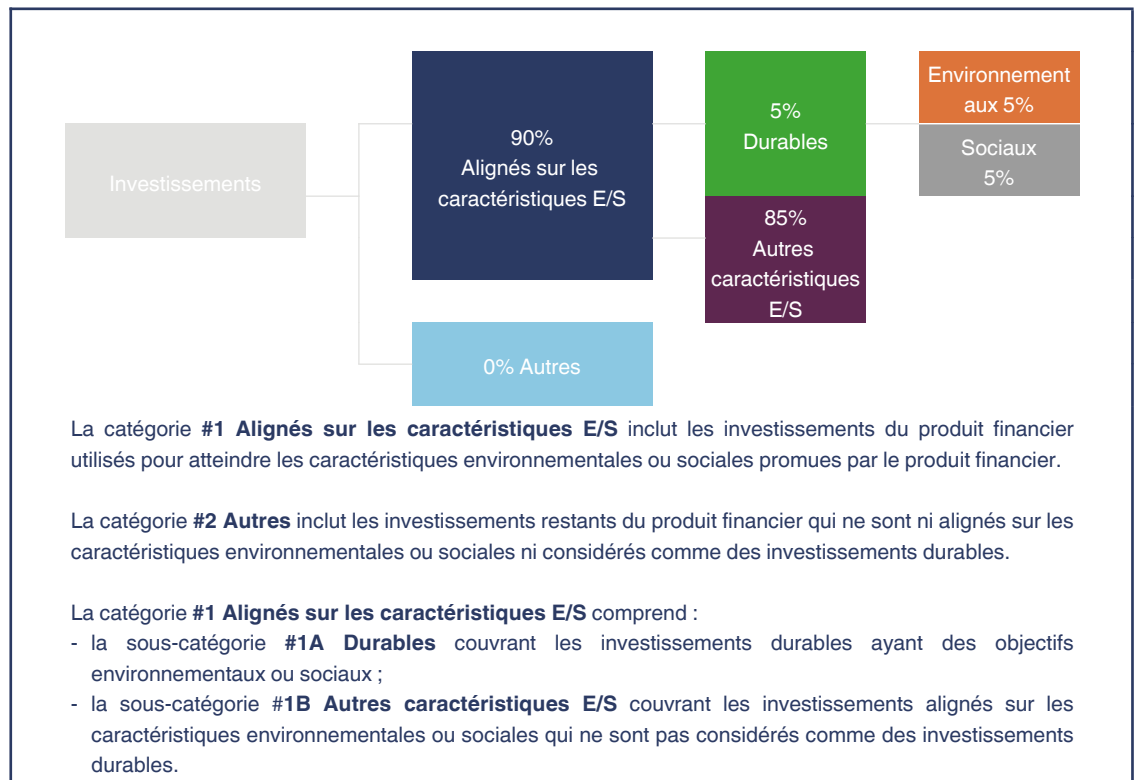 Investissements
90%
Alignés sur les
caractéristiques E/S
0% Autres
5%
Durables
85%
Autres
caractéristiques
E/S
Environnement
aux 5%
Sociaux
5%
La catégorie #1 Alignés sur les caractéristiques E/S inclut les investissements du produit financier
utilisés pour atteindre les caractéristiques environnementales ou sociales promues par le produit financier.
La catégorie #2 Autres inclut les investissements restants du produit financier qui ne sont ni alignés sur les
caractéristiques environnementales ou sociales ni considérés comme des investissements durables.
La catégorie #1 Alignés sur les caractéristiques E/S comprend :
- la sous-catégorie #1A Durables couvrant les investissements durables ayant des objectifs
environnementaux ou sociaux ;
- la sous-catégorie #1B Autres caractéristiques E/S couvrant les investissements alignés sur les
caractéristiques environnementales ou sociales qui ne sont pas considérés comme des investissements
durables.